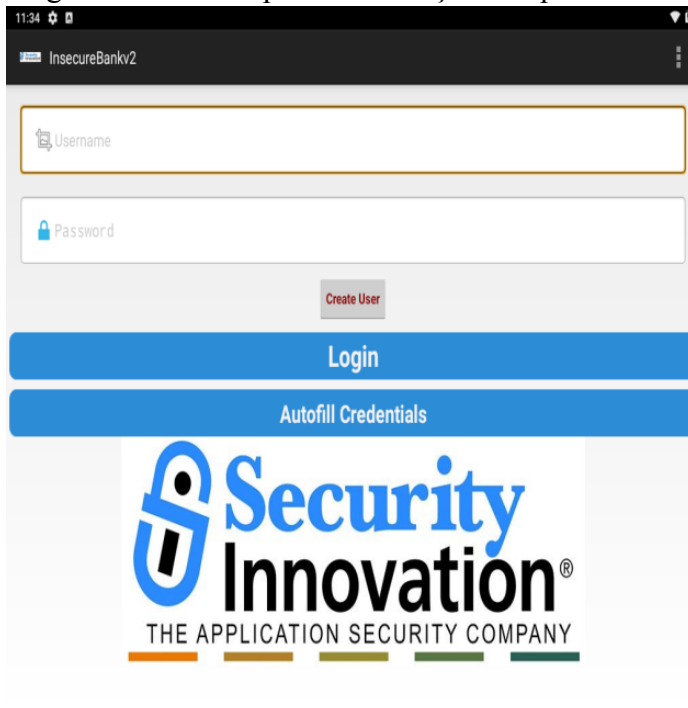 11:34
InsecureBankv2
Username
Password
Create User
Login
Autofill Credentials
Security
Innovation®
THE APPLICATION SECURITY COMPANY